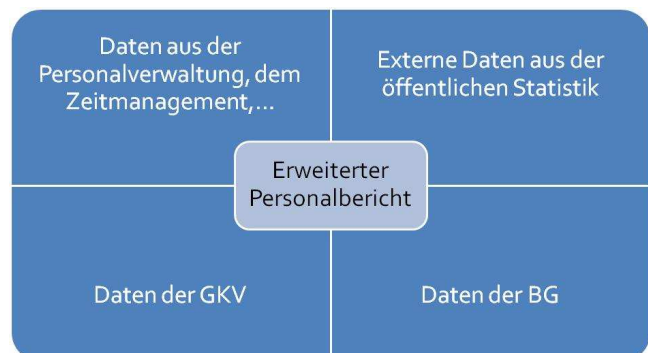 Daten aus der
Personalverwaltung, dem
Zeitmanagement,...
Externe Daten aus der
öffentlichen Statistik
Erweiterter
Personalbericht
Daten der GKV
Daten der BG